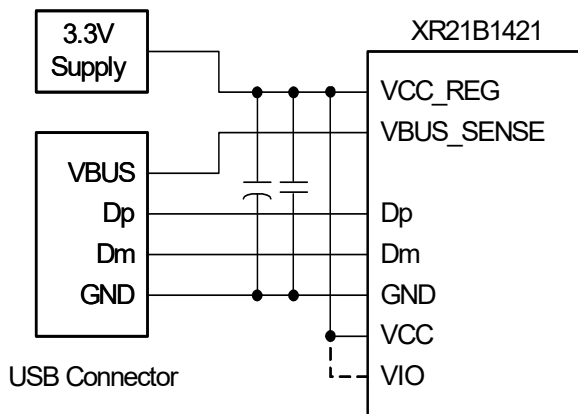 XR21B1421
3.3V
Supply
VCC_REG
VBUS_SENSE
VBUS
Dp
Dp
Dm
Dm
GND
GND
VCC
VIO
USB Connector